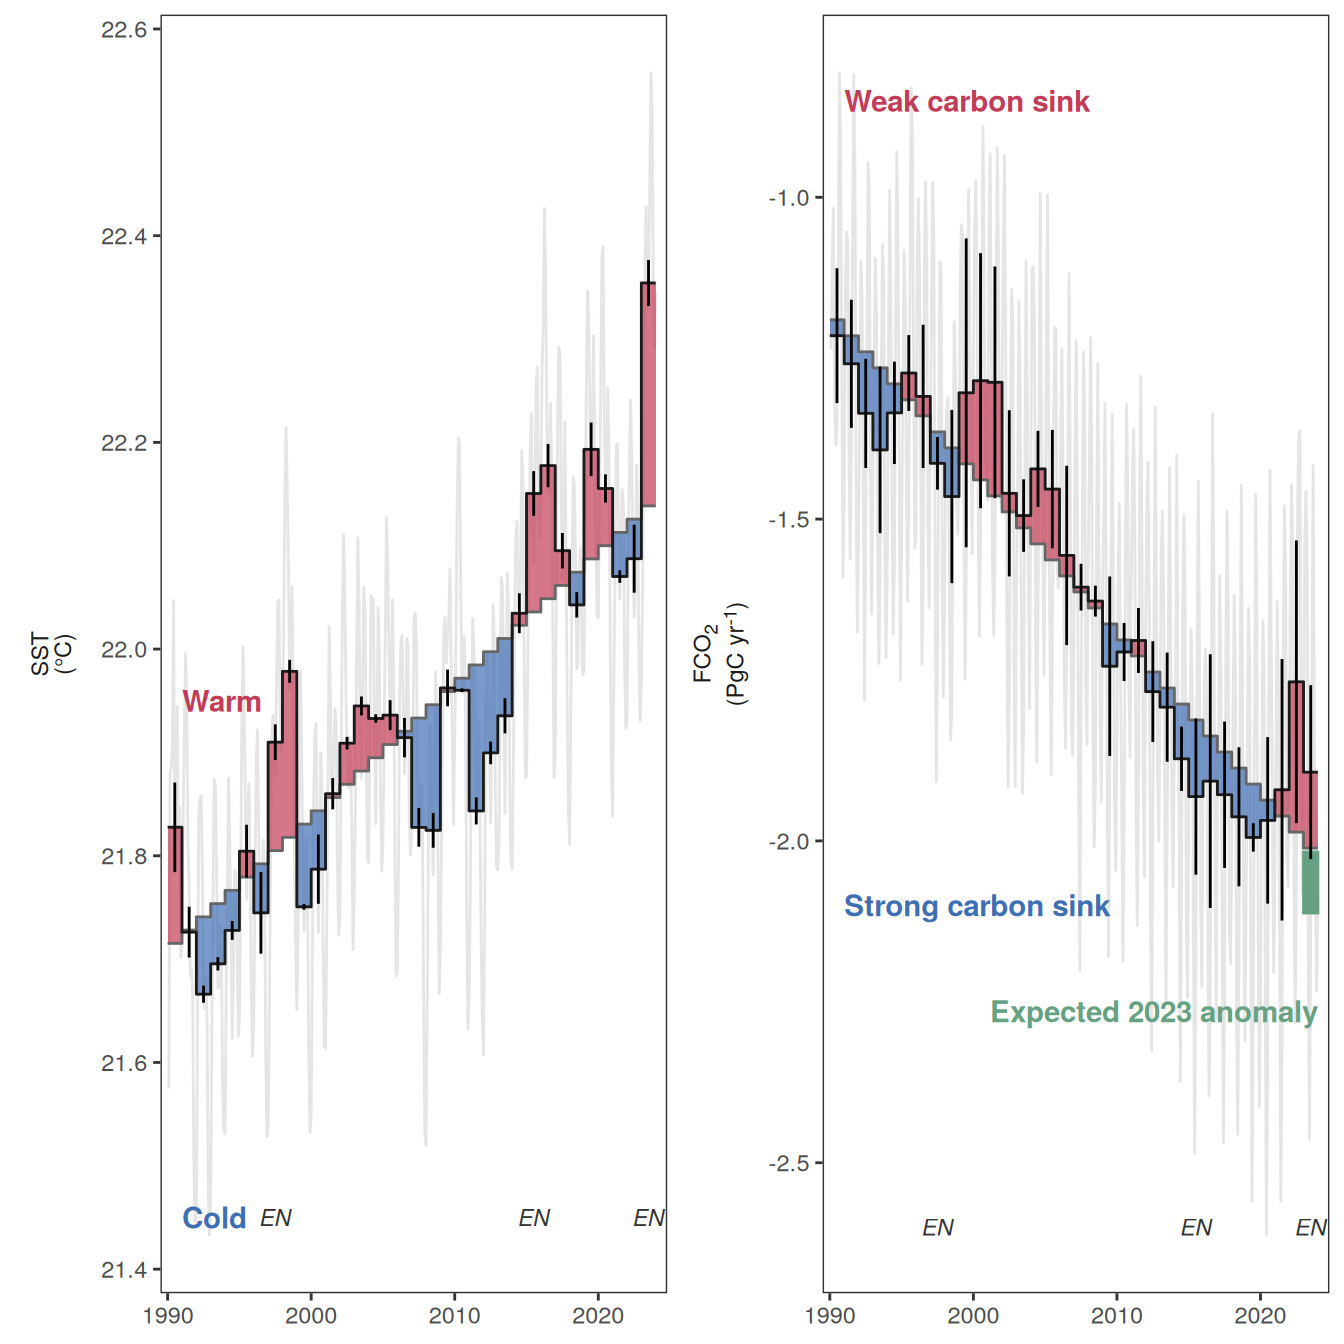 22.6
22.4
22.2
22.0
21.8
21.6
21.4
SST
(°C)
Warm
Cold
EN
EN
EN
1990
2000
2010
2020
-1.0
-1.5
-2.0
-2.5
FCO₂
(PgC yr⁻¹)
Weak carbon sink
Strong carbon sink
Expected 2023 anomaly
EN
EN
EN
1990
2000
2010
2020